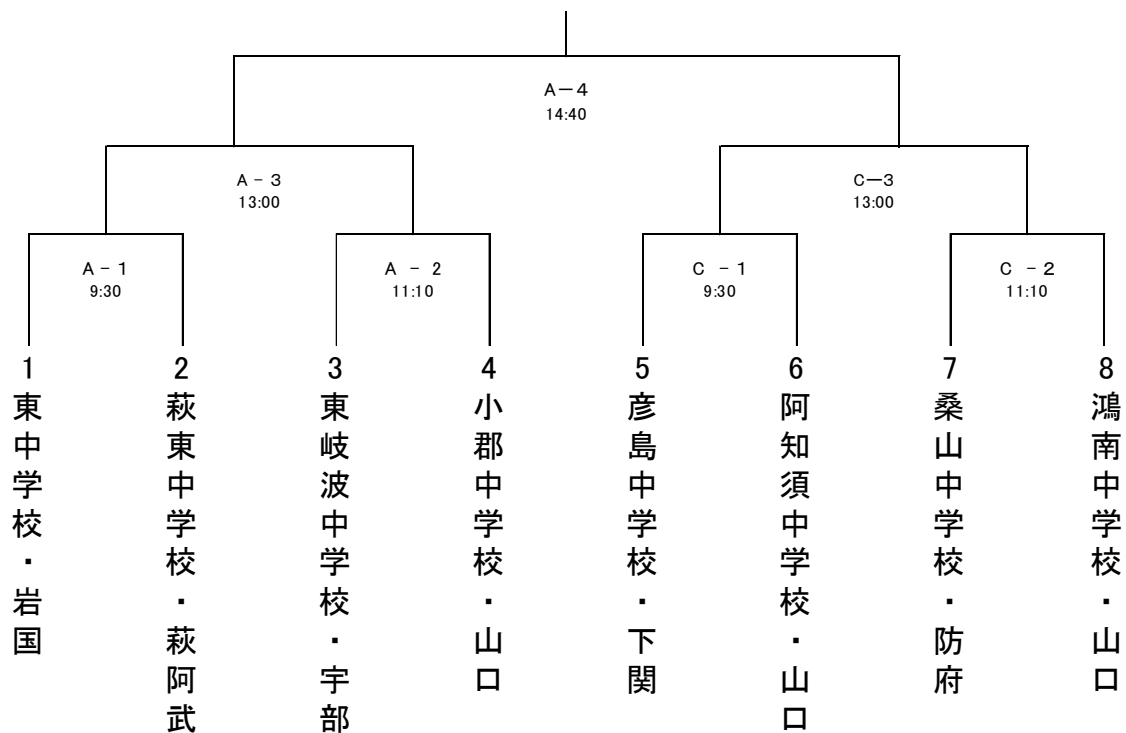 A－4
14:40
A－3
13:00
C－3
13:00
A－1
9:30
A－2
11:10
C－1
9:30
C－2
11:10
1 東中学校・岩国
2 萩東中学校・萩阿武
3 東岐波中学校・宇部
4 小郡中学校・山口
5 彦島中学校・下関
6 阿知須中学校・山口
7 桑山中学校・防府
8 鴻南中学校・山口